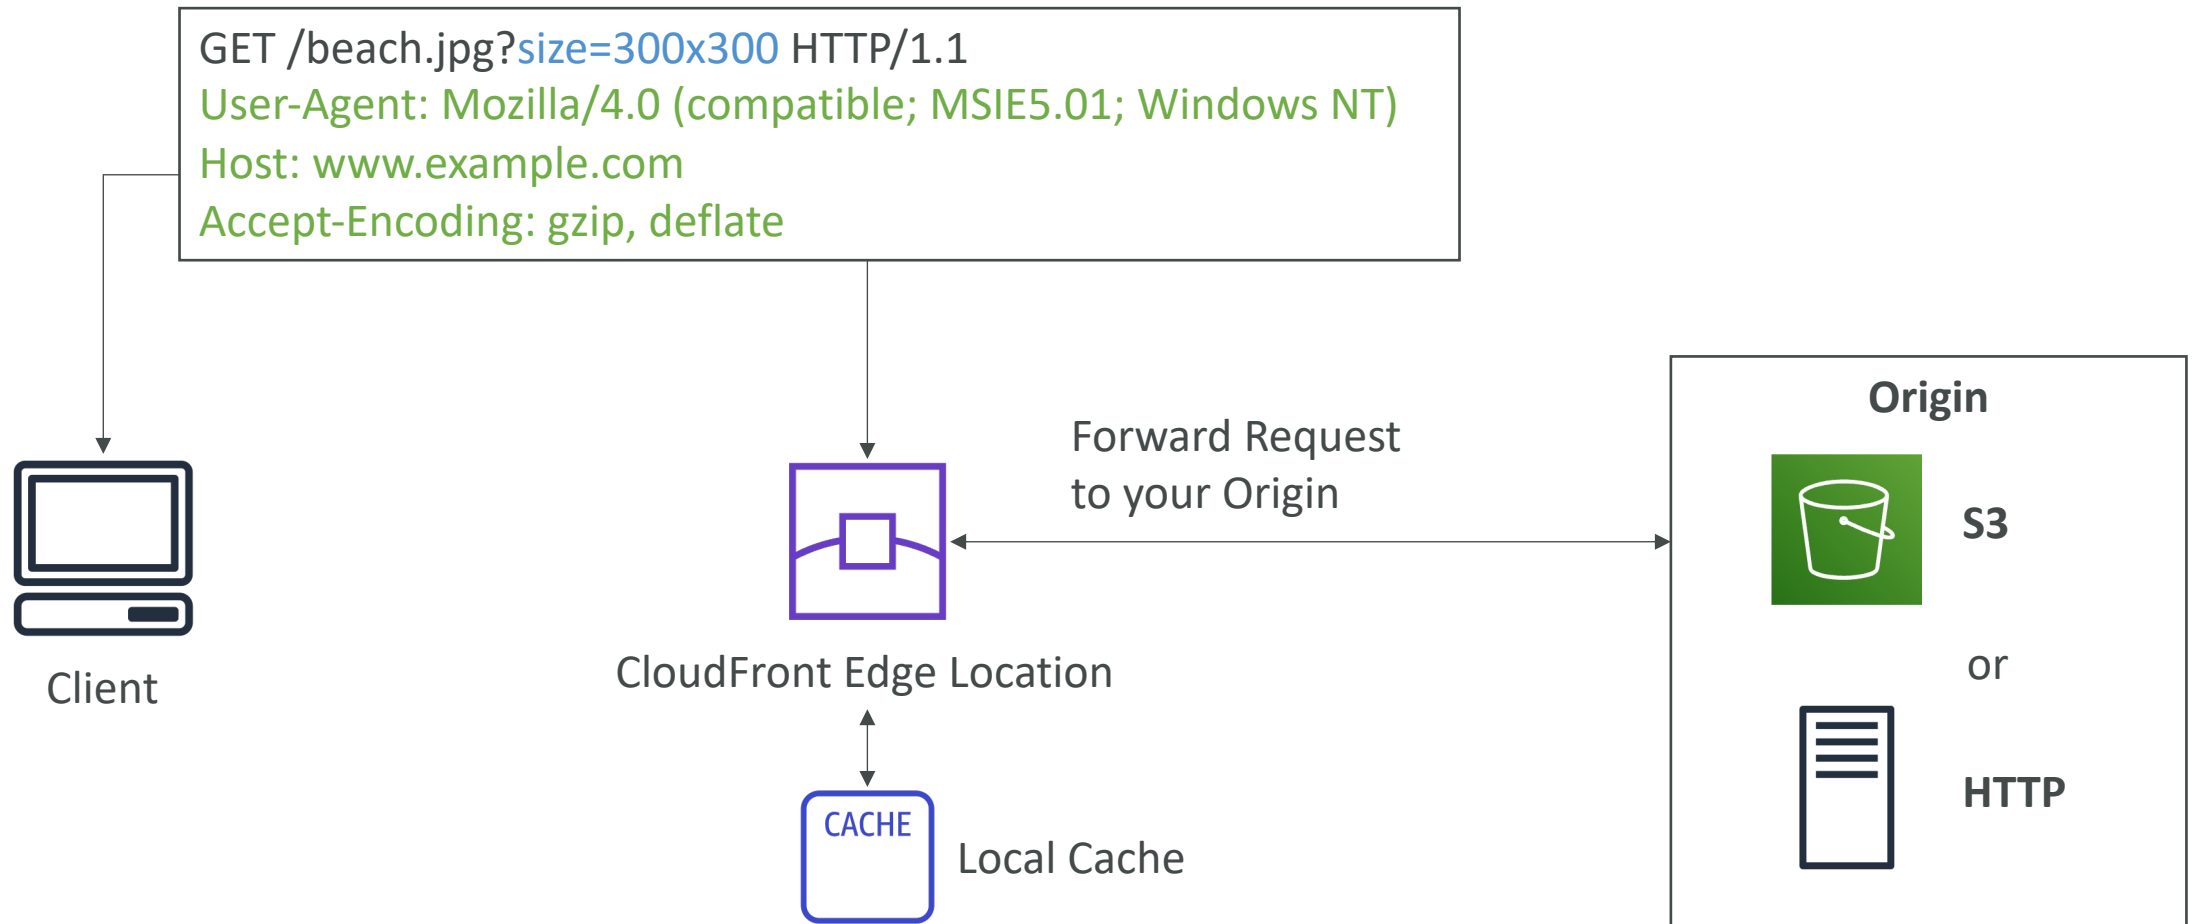 GET /beach.jpg?size=300x300 HTTP/1.1
User-Agent: Mozilla/4.0 (compatible; MSIE5.01; Windows NT)
Host: www.example.com
Accept-Encoding: gzip, deflate
Client
CloudFront Edge Location
Forward Request
to your Origin
CACHE
Local Cache
Origin
S3
or
HTTP